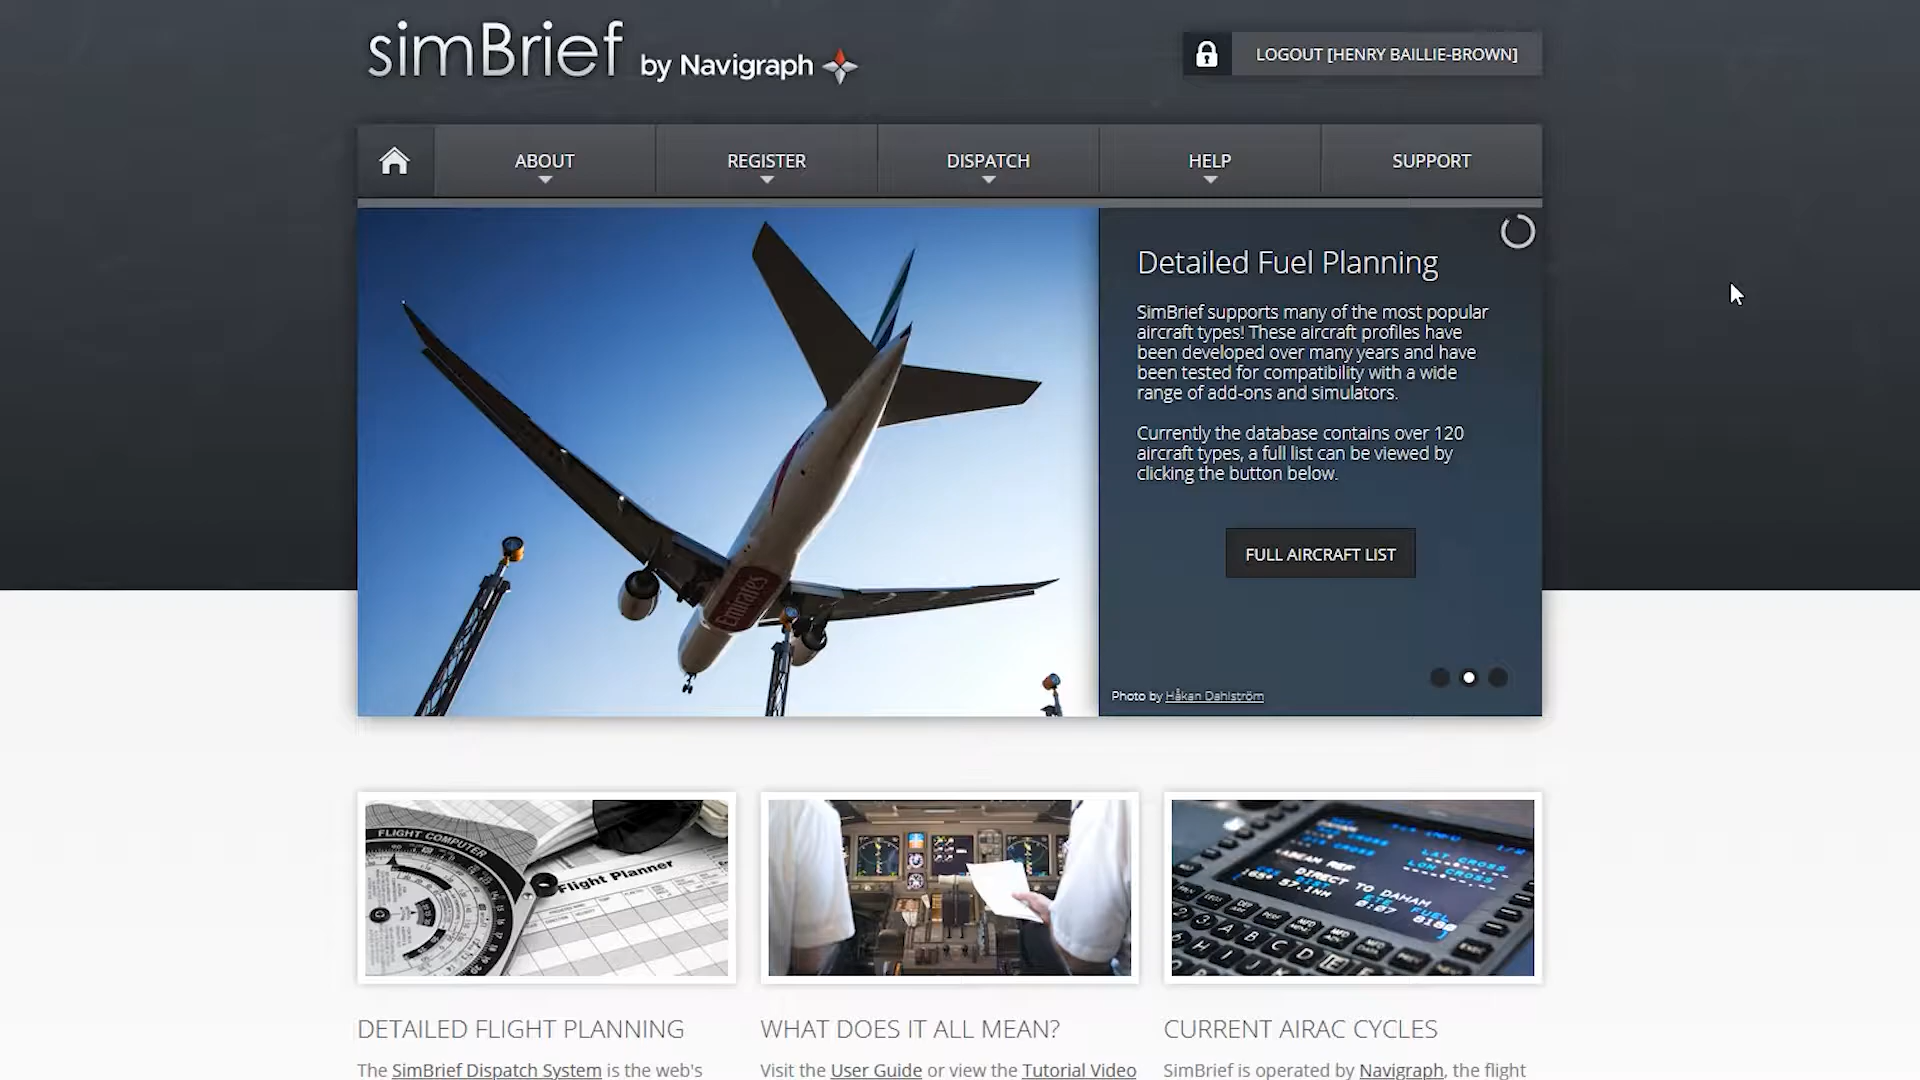 simBrief by Navigraph
LOGOUT [HENRY BAILLIE-BROWN]
ABOUT
REGISTER
DISPATCH
HELP
SUPPORT
Detailed Fuel Planning
SimBrief supports many of the most popular
aircraft types! These aircraft profiles have
been developed over many years and have
been tested for compatibility with a wide
range of add-ons and simulators.
Currently the database contains over 120
aircraft types, a full list can be viewed by
clicking the button below.
FULL AIRCRAFT LIST
Photo by Håkan Dahlström
Emirates
FLIGHT COMPUTER
Flight Planner
LAT CROSS
LON CROSS
DIRECT TO DAHAM
ETE FUEL
DETAILED FLIGHT PLANNING
The SimBrief Dispatch System is the web's
WHAT DOES IT ALL MEAN?
Visit the User Guide or view the Tutorial Video
CURRENT AIRAC CYCLES
SimBrief is operated by Navigraph, the flight